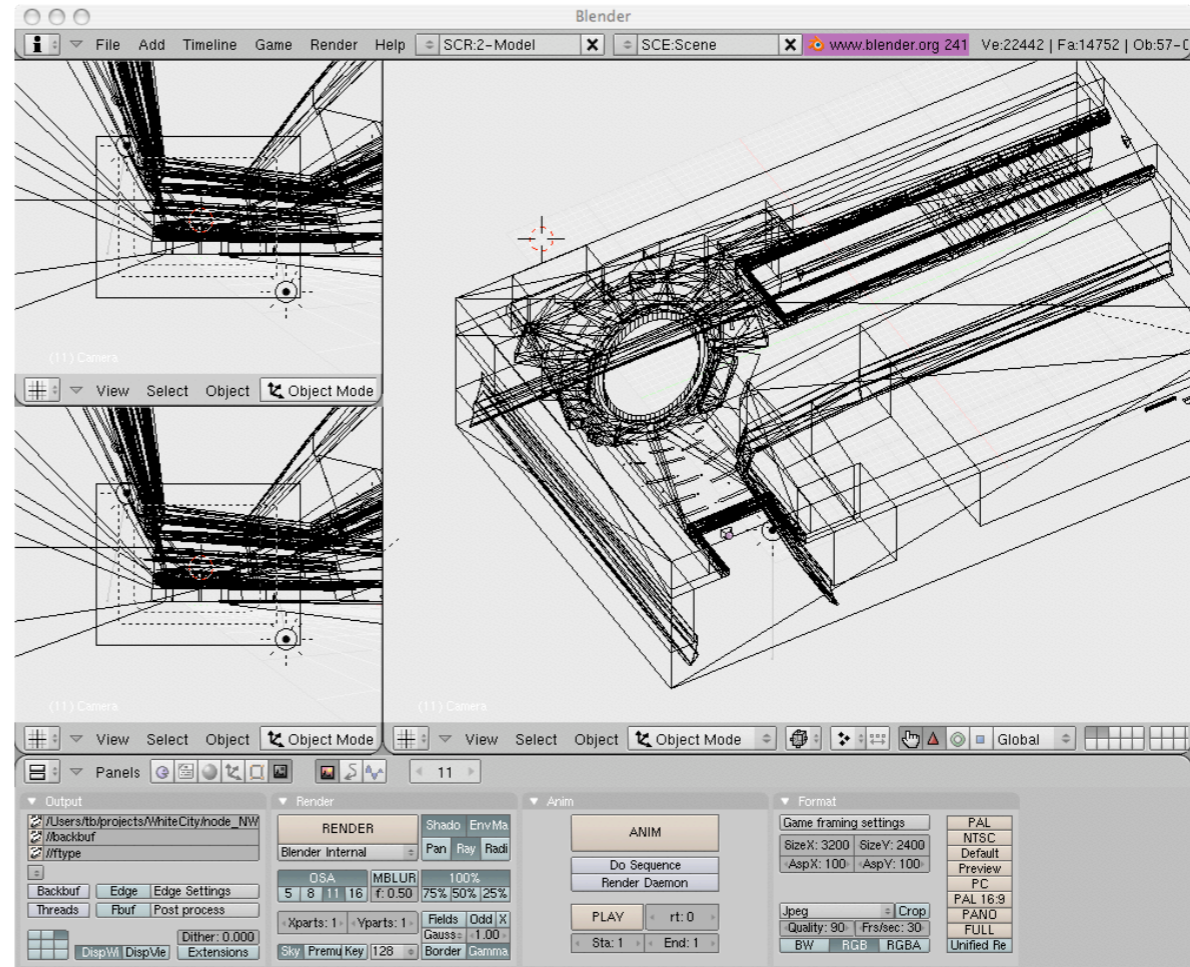 Blender
File Add Timeline Game Render Help SCR:2-Model X SCE:Scene X www.blender.org 241 Ve:22442 | Fa:14752 | Ob:57-
(11) Camera
View Select Object Object Mode
(11) Camera
(11) Camera
View Select Object Object Mode
View Select Object Object Mode Global
Panels 11
Output
/Users/tb/projects/WhiteCity/node_NW
//backbuf
//ftype
Backbuf Edge Edge Settings
Threads Fbuf Post process
Dither: 0.000
DispWi DispVie Extensions
Render
RENDER Shado EnvMa
Blender Internal Pan Ray Radi
OSA MBLUR 100%
5 8 11 16 f: 0.50 75% 50% 25%
Xparts: 1 Yparts: 1 Fields Odd X
Gauss 1.00
Sky Premu Key 128 Border Gamma
Anim
ANIM
Do Sequence
Render Daemon
PLAY rt: 0
Sta: 1 End: 1
Format
Game framing settings
SizeX: 3200 SizeY: 2400
AspX: 100 AspY: 100
Jpeg Crop
Quality: 90 Frs/sec: 30
BW RGB RGBA
PAL
NTSC
Default
Preview
PC
PAL 16:9
PANO
FULL
Unified Re